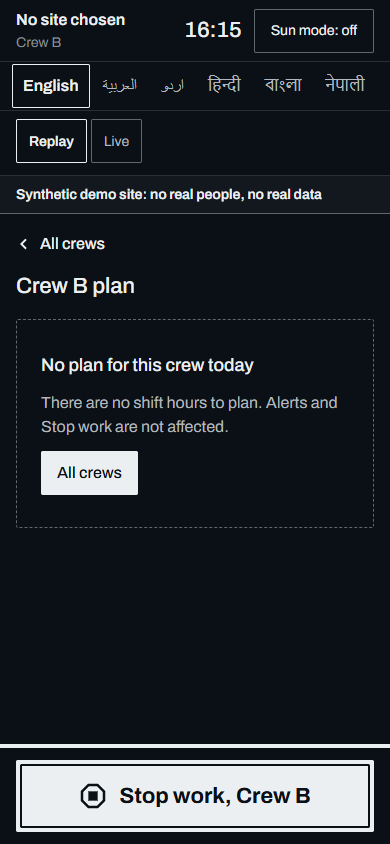 No site chosen
Crew B
16:15
Sun mode: off
English
العربية
اردو
हिन्दी
বাংলা
नेपाली
Replay
Live
Synthetic demo site: no real people, no real data
All crews
Crew B plan
No plan for this crew today
There are no shift hours to plan. Alerts and
Stop work are not affected.
All crews
Stop work, Crew B